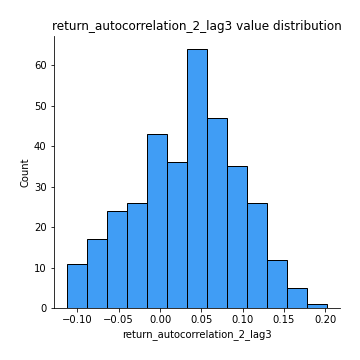 return_autocorrelation_2_lag3 value distribution
60
50
40
30
20
10
0
Count
−0.10 −0.05 0.00 0.05 0.10 0.15 0.20
return_autocorrelation_2_lag3